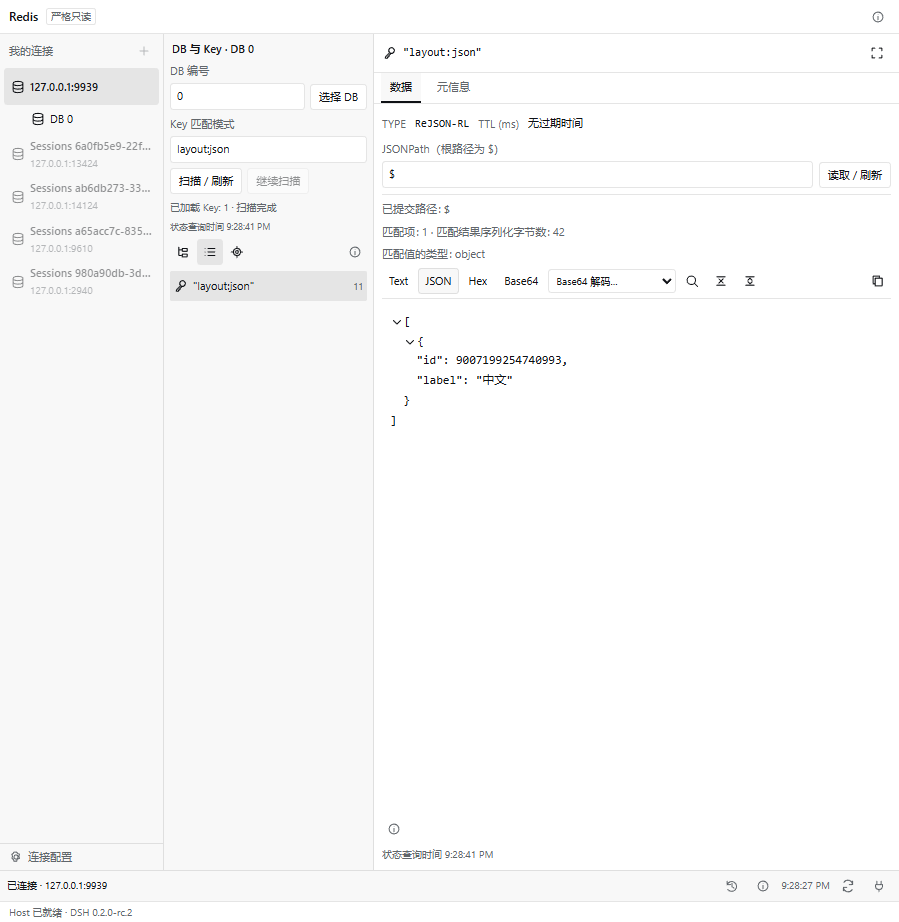 Redis 严格只读
我的连接
127.0.0.1:9939
DB 0
Sessions 6a0fb5e9-22f...
127.0.0.1:13424
Sessions ab6db273-33...
127.0.0.1:14124
Sessions a65acc7c-835...
127.0.0.1:9610
Sessions 980a90db-3d...
127.0.0.1:2940
连接配置
DB 与 Key · DB 0
DB 编号
0 选择 DB
Key 匹配模式
layout:json
扫描 / 刷新 继续扫描
已加载 Key: 1 · 扫描完成
状态查询时间 9:28:41 PM
"layout:json" 11
"layout:json"
数据 元信息
TYPE ReJSON-RL TTL (ms) 无过期时间
JSONPath (根路径为 $)
$ 读取 / 刷新
已提交路径: $
匹配项: 1 · 匹配结果序列化字节数: 42
匹配值的类型: object
Text JSON Hex Base64 Base64 解码...
[
{
"id": 9007199254740993,
"label": "中文"
}
]
状态查询时间 9:28:41 PM
已连接 · 127.0.0.1:9939 9:28:27 PM
Host 已就绪 · DSH 0.2.0-rc.2